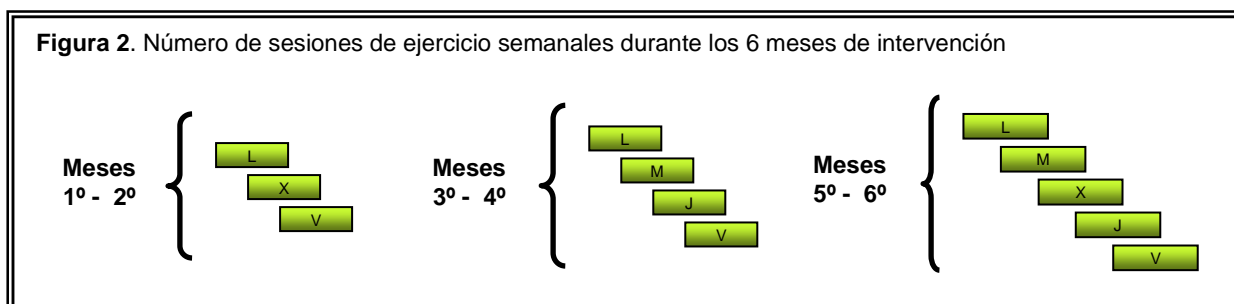 Figura 2. Número de sesiones de ejercicio semanales durante los 6 meses de intervención
Meses
1º - 2º
L
X
V
Meses
3º - 4º
L
M
J
V
Meses
5º - 6º
L
M
X
J
V